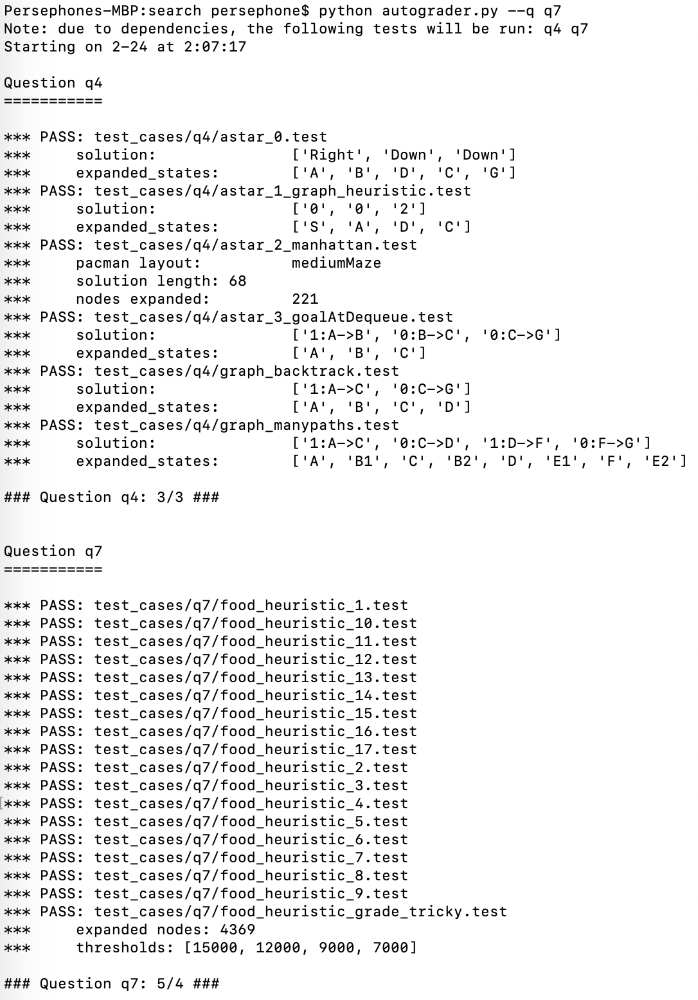 Persephones-MBP:search persephone$ python autograder.py --q q7
Note: due to dependencies, the following tests will be run: q4 q7
Starting on 2-24 at 2:07:17
Question q4
===========
*** PASS: test_cases/q4/astar_0.test
***     solution:               ['Right', 'Down', 'Down']
***     expanded_states:        ['A', 'B', 'D', 'C', 'G']
*** PASS: test_cases/q4/astar_1_graph_heuristic.test
***     solution:               ['0', '0', '2']
***     expanded_states:        ['S', 'A', 'D', 'C']
*** PASS: test_cases/q4/astar_2_manhattan.test
***     pacman layout:          mediumMaze
***     solution length: 68
***     nodes expanded:         221
*** PASS: test_cases/q4/astar_3_goalAtDequeue.test
***     solution:               ['1:A->B', '0:B->C', '0:C->G']
***     expanded_states:        ['A', 'B', 'C']
*** PASS: test_cases/q4/graph_backtrack.test
***     solution:               ['1:A->C', '0:C->G']
***     expanded_states:        ['A', 'B', 'C', 'D']
*** PASS: test_cases/q4/graph_manypaths.test
***     solution:               ['1:A->C', '0:C->D', '1:D->F', '0:F->G']
***     expanded_states:        ['A', 'B1', 'C', 'B2', 'D', 'E1', 'F', 'E2']
### Question q4: 3/3 ###
Question q7
===========
*** PASS: test_cases/q7/food_heuristic_1.test
*** PASS: test_cases/q7/food_heuristic_10.test
*** PASS: test_cases/q7/food_heuristic_11.test
*** PASS: test_cases/q7/food_heuristic_12.test
*** PASS: test_cases/q7/food_heuristic_13.test
*** PASS: test_cases/q7/food_heuristic_14.test
*** PASS: test_cases/q7/food_heuristic_15.test
*** PASS: test_cases/q7/food_heuristic_16.test
*** PASS: test_cases/q7/food_heuristic_17.test
*** PASS: test_cases/q7/food_heuristic_2.test
*** PASS: test_cases/q7/food_heuristic_3.test
*** PASS: test_cases/q7/food_heuristic_4.test
*** PASS: test_cases/q7/food_heuristic_5.test
*** PASS: test_cases/q7/food_heuristic_6.test
*** PASS: test_cases/q7/food_heuristic_7.test
*** PASS: test_cases/q7/food_heuristic_8.test
*** PASS: test_cases/q7/food_heuristic_9.test
*** PASS: test_cases/q7/food_heuristic_grade_tricky.test
***     expanded nodes: 4369
***     thresholds: [15000, 12000, 9000, 7000]
### Question q7: 5/4 ###